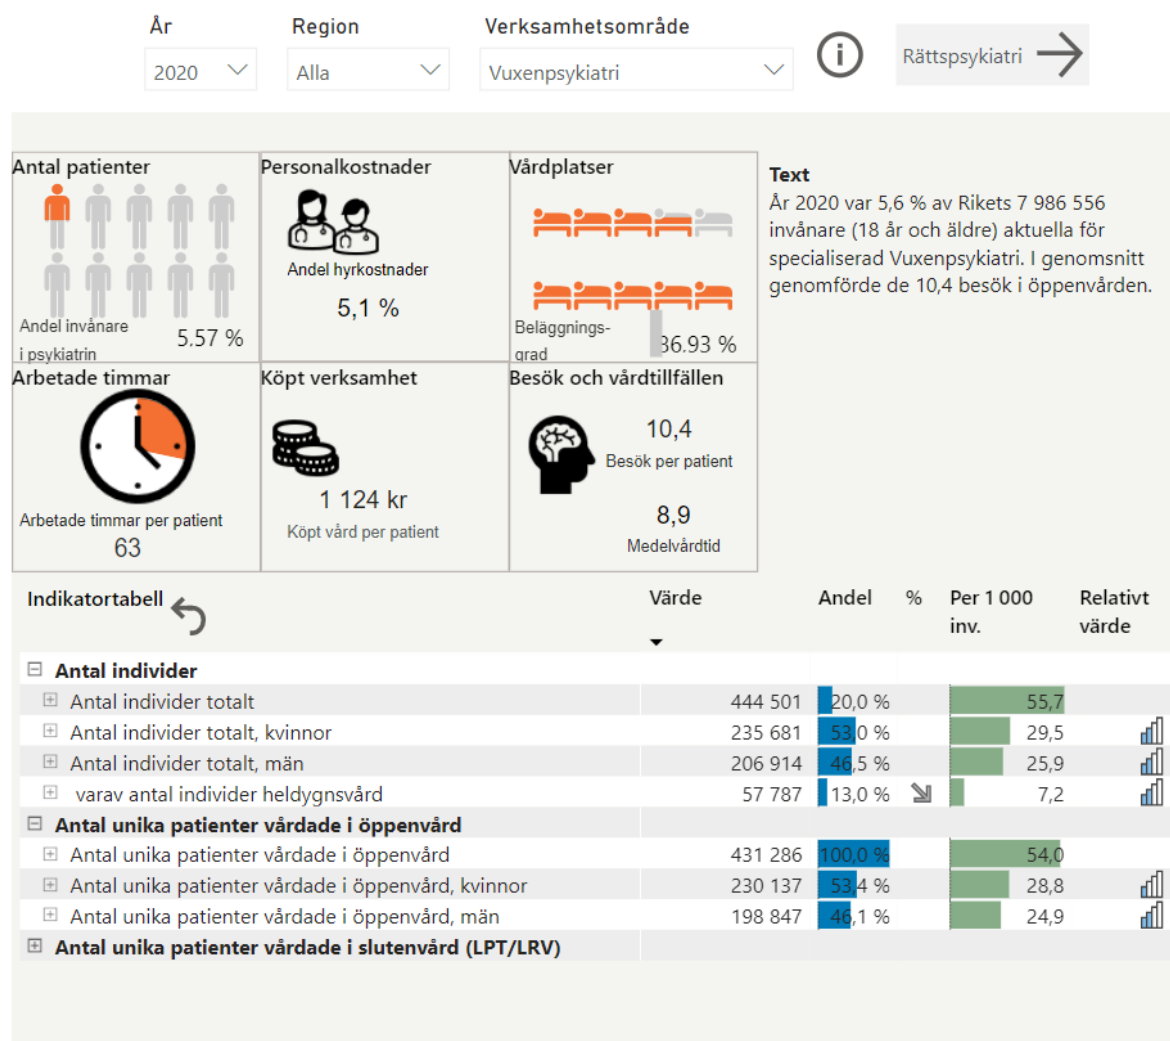 År
Region
Verksamhetsområde
2020
Alla
Vuxenpsykiatri
Rättspsykiatri
Antal patienter
Andel invånare
i psykiatrin
5.57 %
Personalkostnader
Andel hyrkostnader
5,1 %
Vårdplatser
Beläggnings-
grad
86.93 %
Text
År 2020 var 5,6 % av Rikets 7 986 556
invånare (18 år och äldre) aktuella för
specialiserad Vuxenpsykiatri. I genomsnitt
genomförde de 10,4 besök i öppenvården.
Arbetade timmar
Arbetade timmar per patient
63
Köpt verksamhet
1 124 kr
Köpt vård per patient
Besök och vårdtillfällen
10,4
Besök per patient
8,9
Medelvårdtid
Indikatortabell Värde Andel % Per 1 000 Relativt
inv. värde
Antal individer
Antal individer totalt 444 501 20,0 % 55,7
Antal individer totalt, kvinnor 235 681 53,0 % 29,5
Antal individer totalt, män 206 914 46,5 % 25,9
varav antal individer heldygnsvård 57 787 13,0 % 7,2
Antal unika patienter vårdade i öppenvård
Antal unika patienter vårdade i öppenvård 431 286 100,0 % 54,0
Antal unika patienter vårdade i öppenvård, kvinnor 230 137 53,4 % 28,8
Antal unika patienter vårdade i öppenvård, män 198 847 46,1 % 24,9
Antal unika patienter vårdade i slutenvård (LPT/LRV)